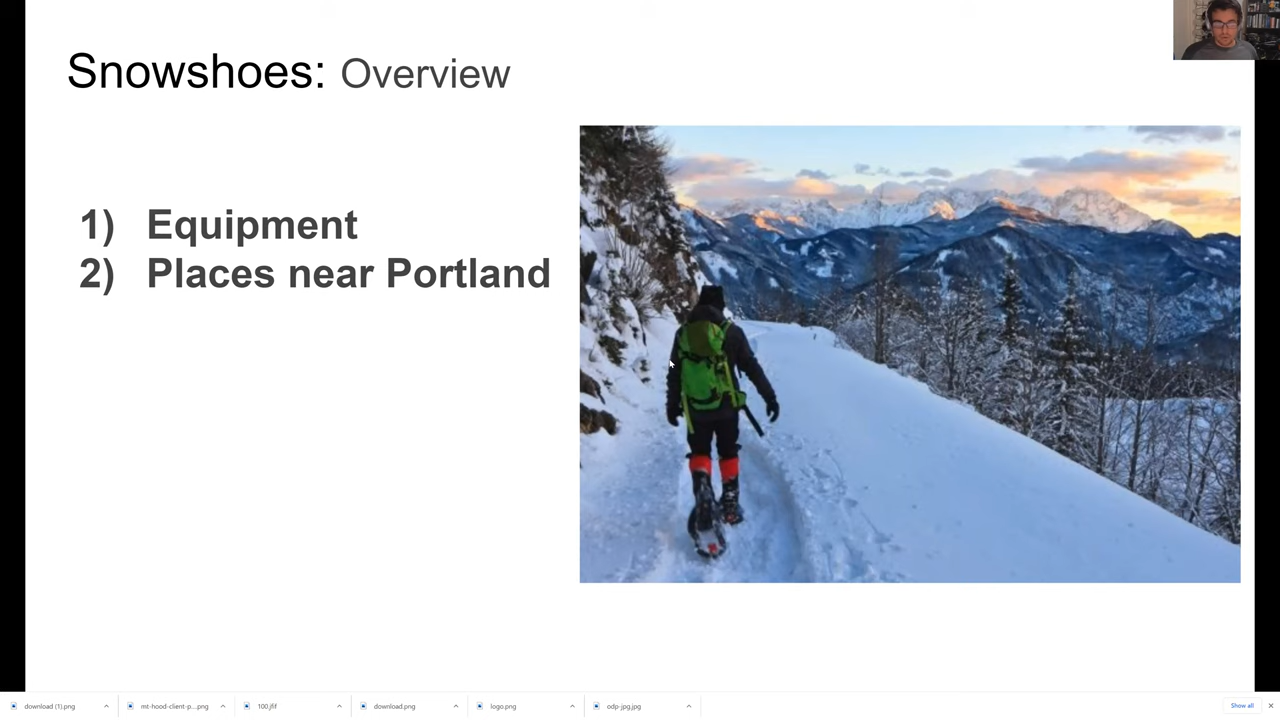 Snowshoes: Overview
1) Equipment
2) Places near Portland
download (1).png
mt-hood-client-p....png
100.jfif
download.png
logo.png
odp-jpg.jpg
Show all